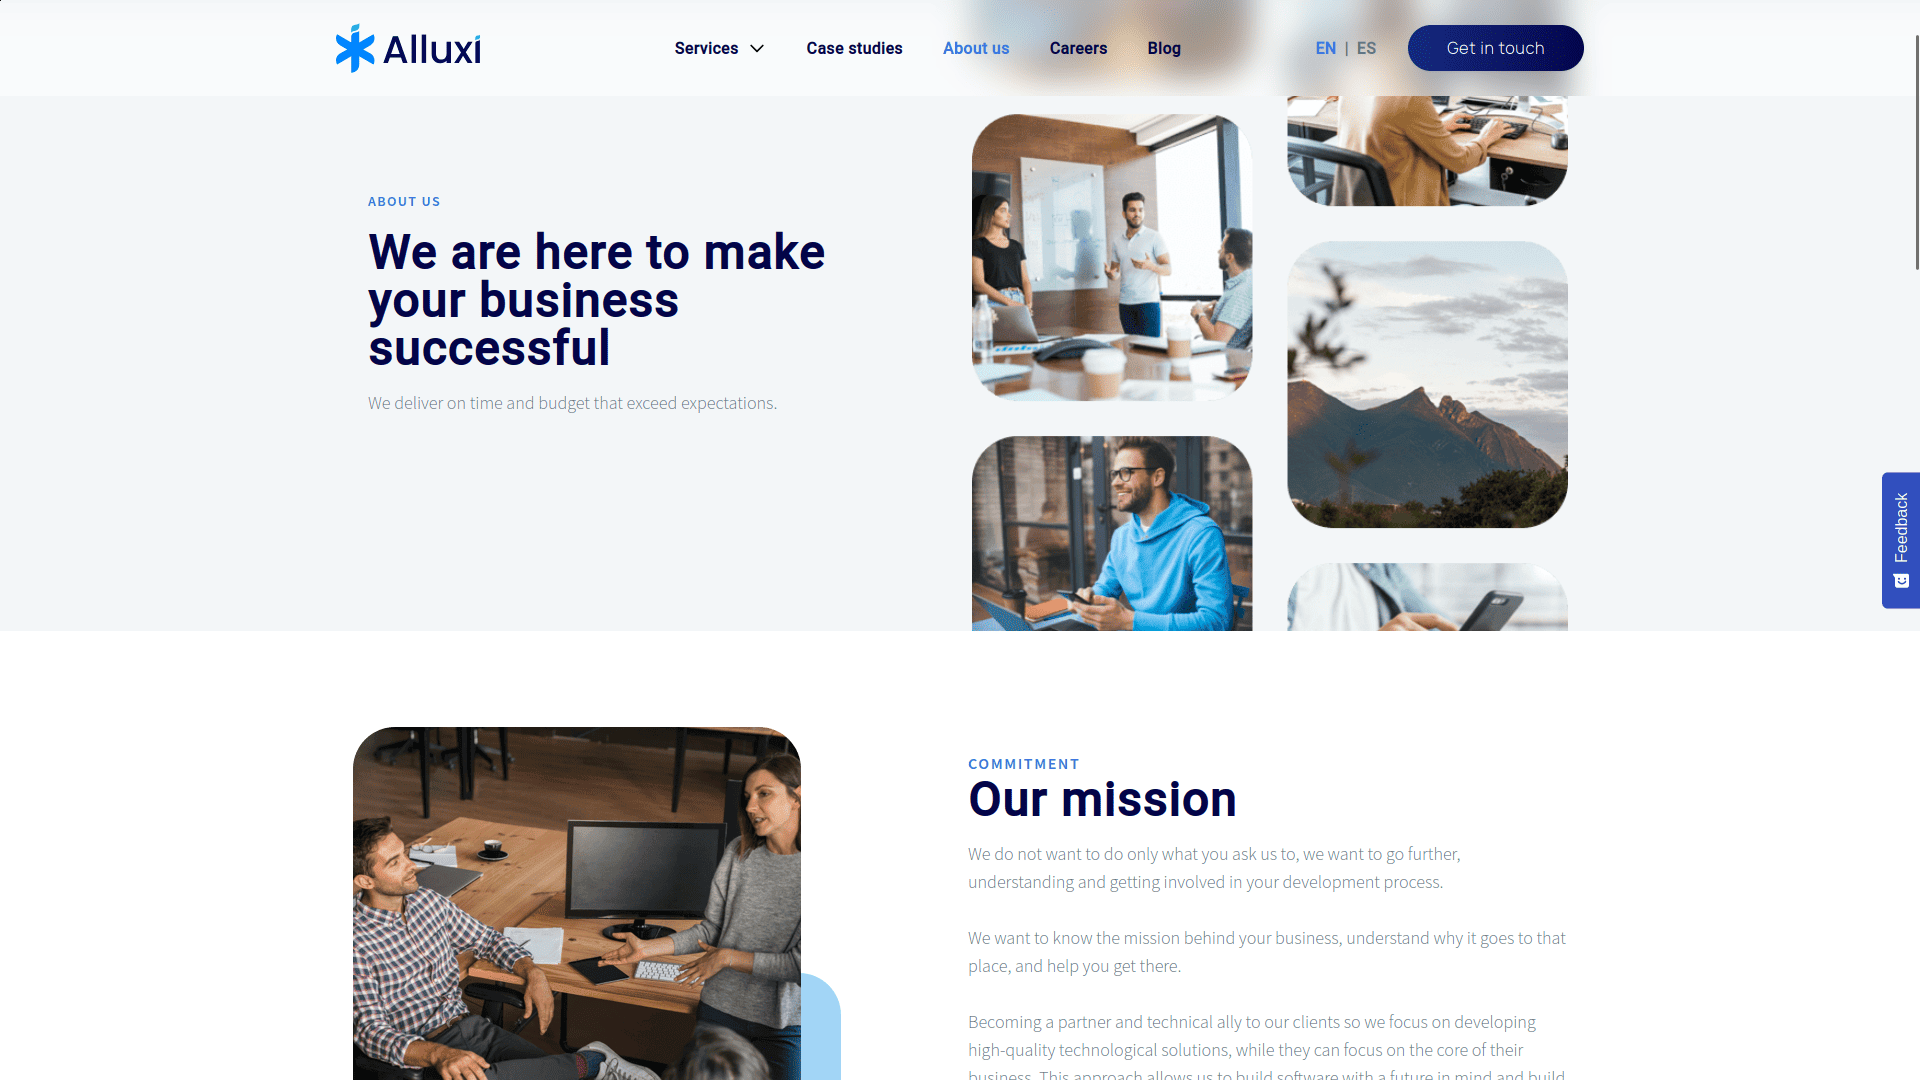 Alluxi
Services
Case studies
About us
Careers
Blog
EN | ES
Get in touch
ABOUT US
We are here to make
your business
successful
We deliver on time and budget that exceed expectations.
Feedback
COMMITMENT
Our mission
We do not want to do only what you ask us to, we want to go further,
understanding and getting involved in your development process.
We want to know the mission behind your business, understand why it goes to that
place, and help you get there.
Becoming a partner and technical ally to our clients so we focus on developing
high-quality technological solutions, while they can focus on the core of their
business. This approach allows us to build software with a future in mind and build